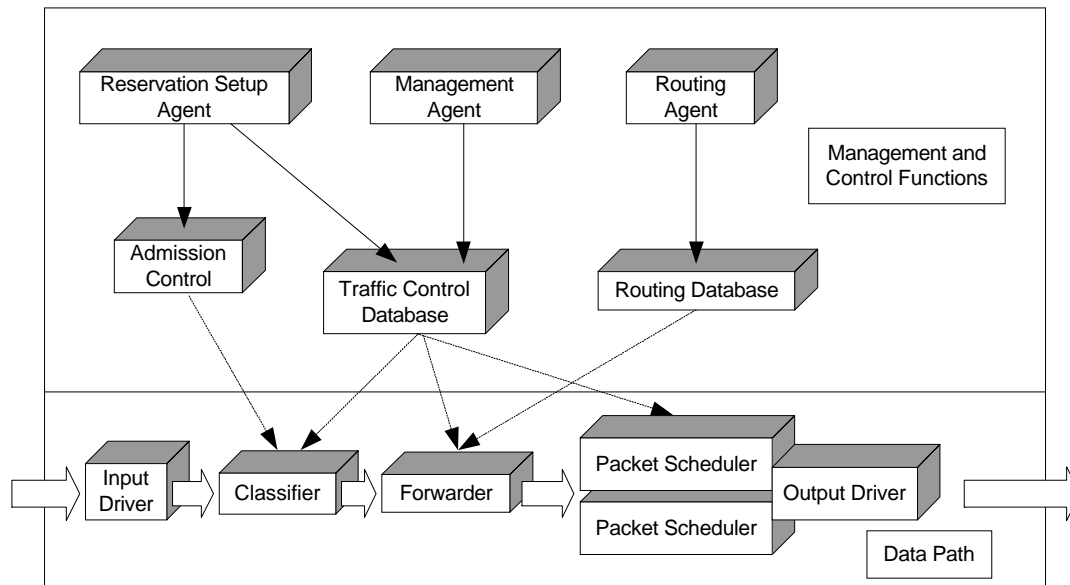 Reservation Setup
Agent
Management
Agent
Routing
Agent
Management and
Control Functions
Admission
Control
Traffic Control
Database
Routing Database
Input
Driver
Classifier
Forwarder
Packet Scheduler
Packet Scheduler
Output Driver
Data Path